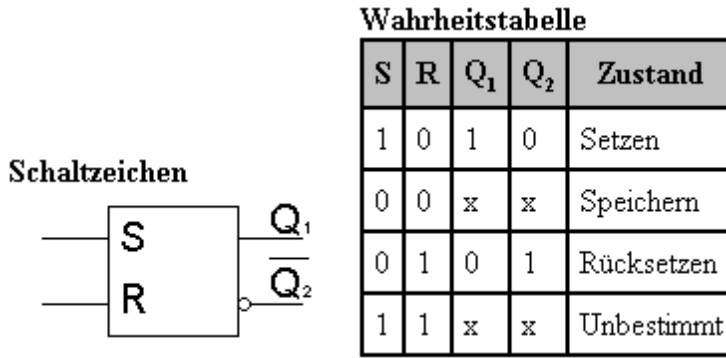 Wahrheitstabelle
S R Q₁ Q₂ Zustand
1 0 1 0 Setzen
0 0 x x Speichern
0 1 0 1 Rücksetzen
1 1 x x Unbestimmt
Schaltzeichen
S Q₁
R Q̅₂